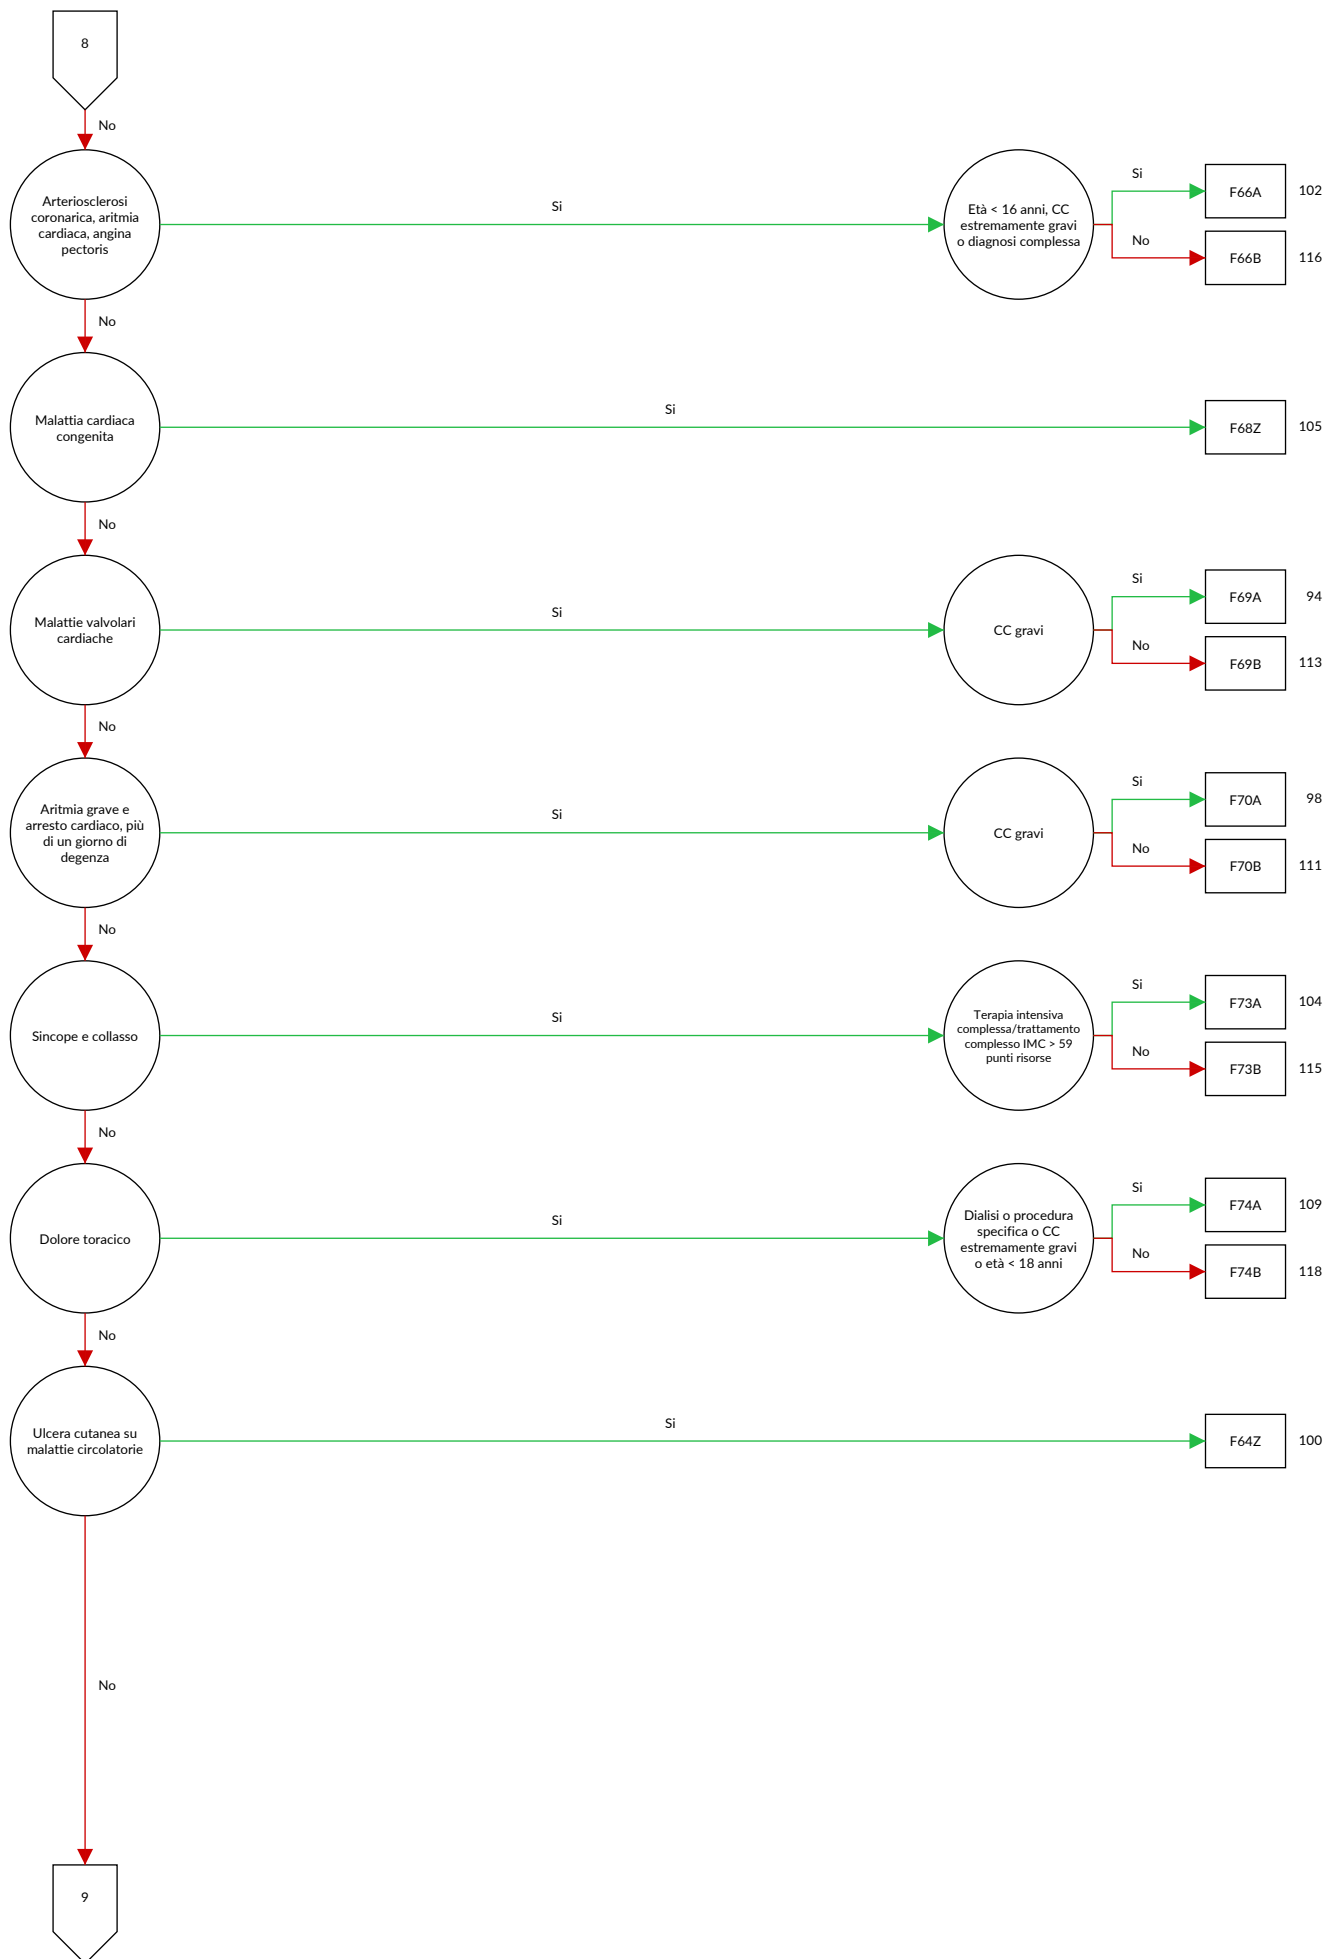 8
No
Arteriosclerosi
coronarica, aritmia
cardiaca, angina
pectoris
Si
Età < 16 anni, CC
estremamente gravi
o diagnosi complessa
Si
F66A
102
No
F66B
116
No
Malattia cardiaca
congenita
Si
F68Z
105
No
Malattie valvolari
cardiache
Si
CC gravi
Si
F69A
94
No
F69B
113
No
Aritmia grave e
arresto cardiaco, più
di un giorno di
degenza
Si
CC gravi
Si
F70A
98
No
F70B
111
No
Sincope e collasso
Si
Terapia intensiva
complessa/trattamento
complesso IMC > 59
punti risorse
Si
F73A
104
No
F73B
115
No
Dolore toracico
Si
Dialisi o procedura
specifica o CC
estremamente gravi
o età < 18 anni
Si
F74A
109
No
F74B
118
No
Ulcera cutanea su
malattie circolatorie
Si
F64Z
100
No
9